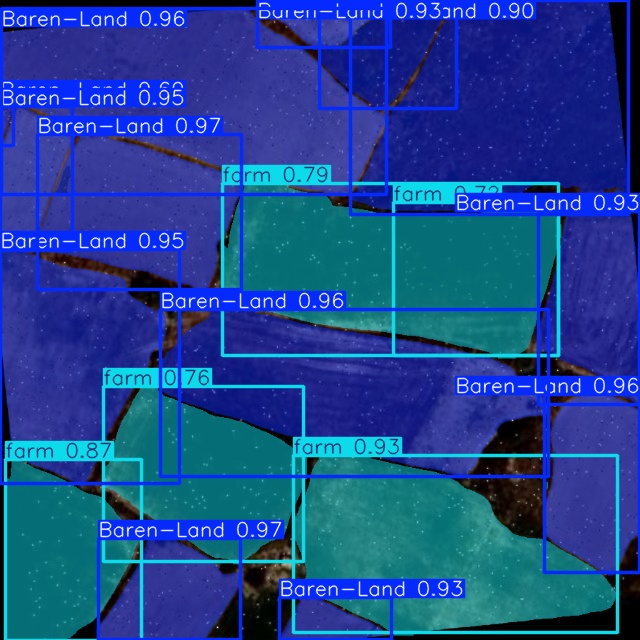 Baren-Land 0.96
Baren-Land 0.93
and 0.90
Baren-Land 0.95
Baren-Land 0.97
farm 0.79
farm 0.72
Baren-Land 0.93
Baren-Land 0.95
Baren-Land 0.96
farm 0.76
Baren-Land 0.96
farm 0.87
farm 0.93
Baren-Land 0.97
Baren-Land 0.93